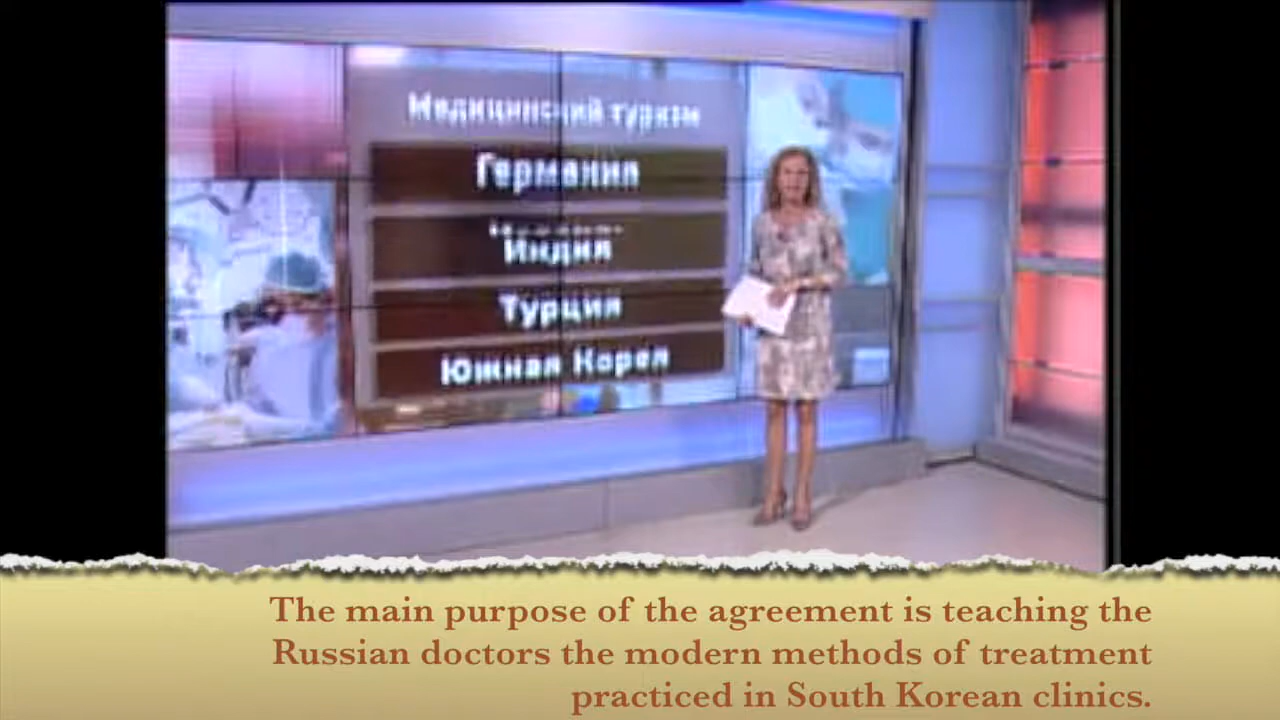 Медицинский туризм
Германия
Индия
Турция
Южная Корея
The main purpose of the agreement is teaching the
Russian doctors the modern methods of treatment
practiced in South Korean clinics.